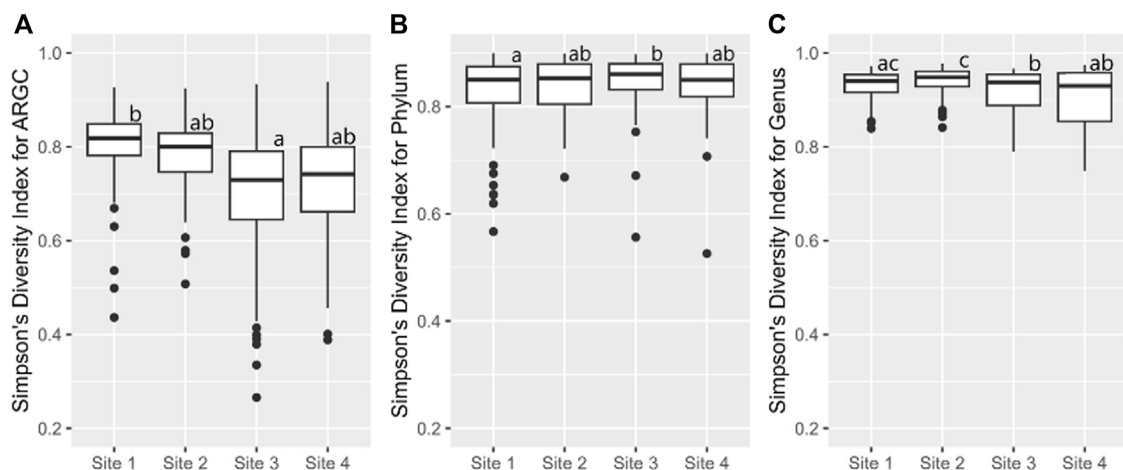 A
Simpson's Diversity Index for ARGC
1.0
0.8
0.6
0.4
0.2
b
ab
a
ab
Site 1 Site 2 Site 3 Site 4
B
Simpson's Diversity Index for Phylum
0.8
0.6
0.4
0.2
a
ab
b
ab
Site 1 Site 2 Site 3 Site 4
C
Simpson's Diversity Index for Genus
1.0
0.8
0.6
0.4
0.2
ac
c
b
ab
Site 1 Site 2 Site 3 Site 4